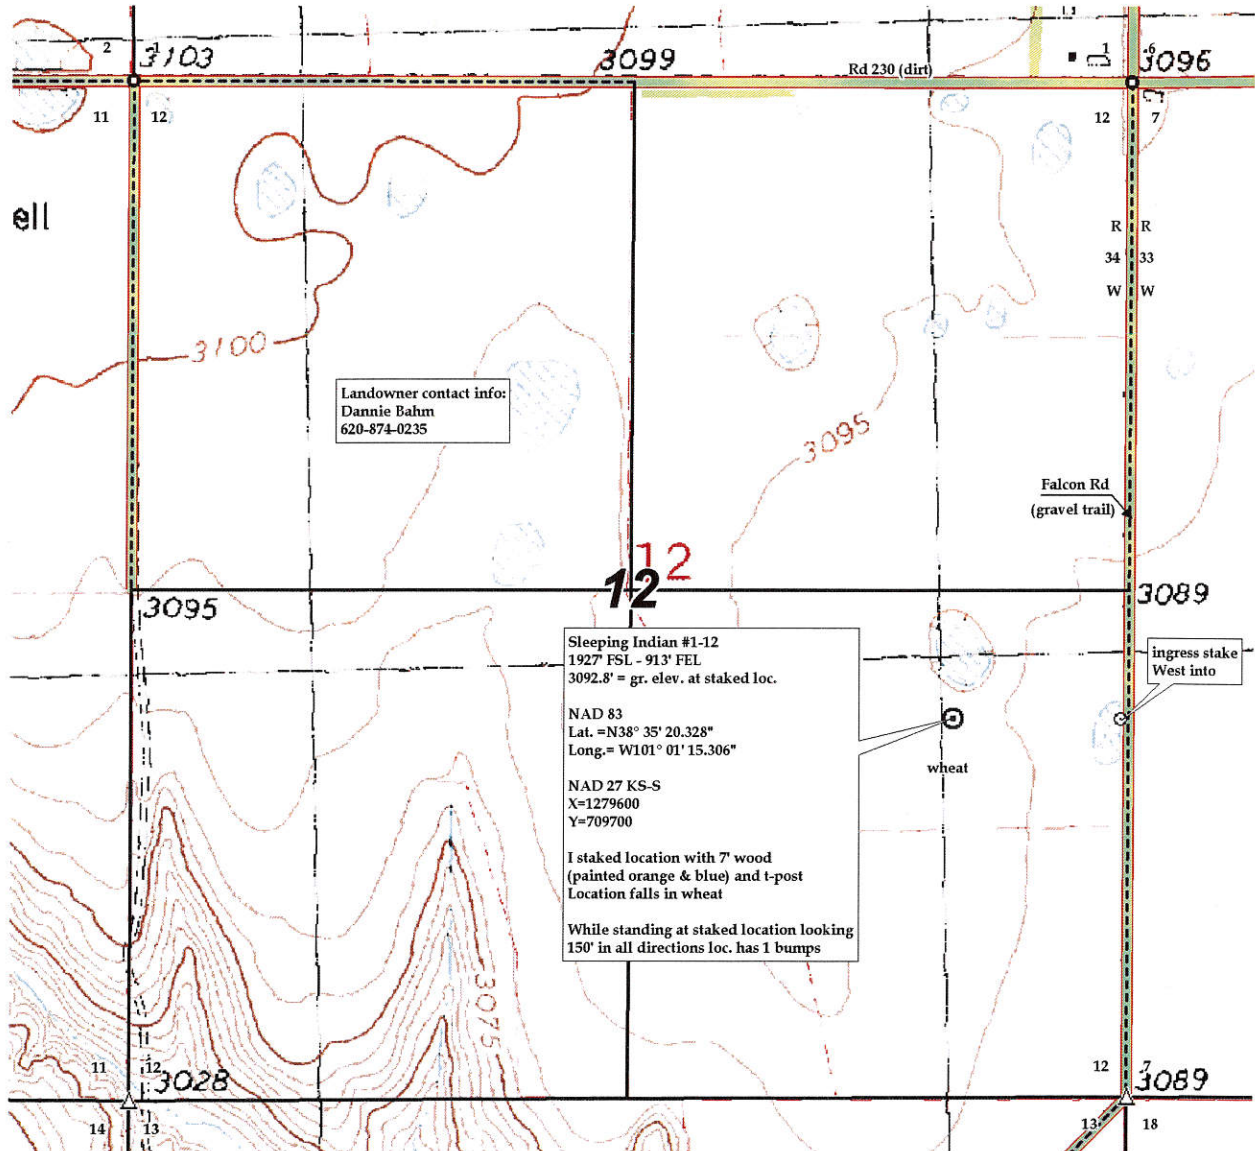 2 1
3103
3099
Rd 230 (dirt)
1 6
3096
11 12
12 7
ell
R R
34 33
W W
3100
Landowner contact info:
Dannie Bahm
620-874-0235
3095
Falcon Rd
(gravel trail)
12
12
3095
3089
Sleeping Indian #1-12
1927' FSL - 913' FEL
3092.8' = gr. elev. at staked loc.
NAD 83
Lat. =N38° 35' 20.328"
Long.= W101° 01' 15.306"
NAD 27 KS-S
X=1279600
Y=709700
I staked location with 7' wood
(painted orange & blue) and t-post
Location falls in wheat
While standing at staked location looking
150' in all directions loc. has 1 bumps
ingress stake
West into
wheat
3075
11 12
3028
12 7
3089
14 13
13 18